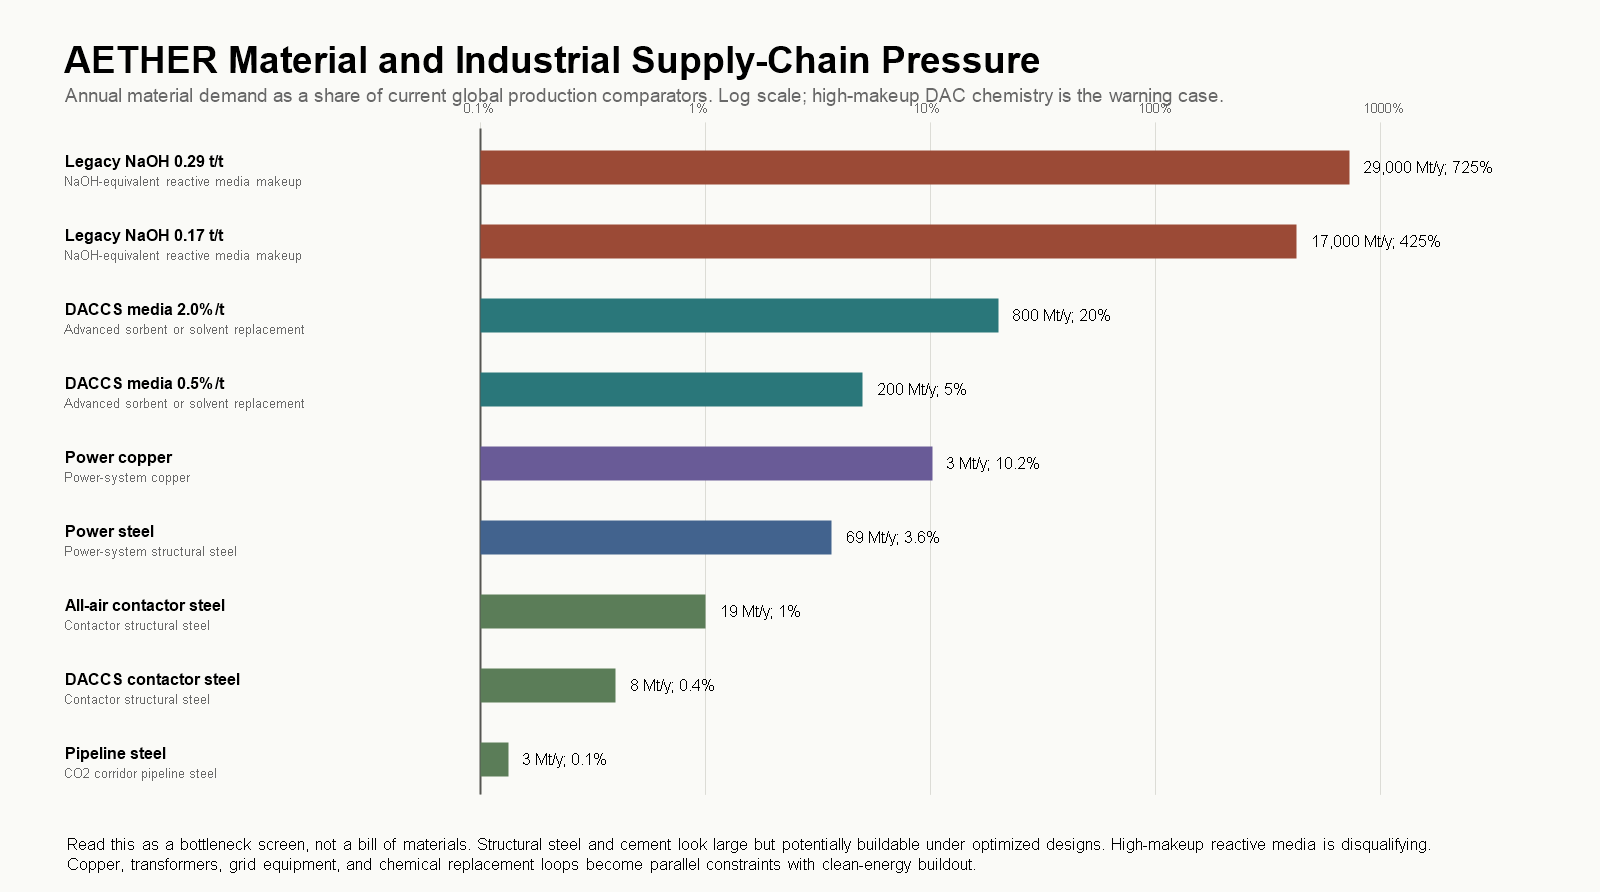 AETHER Material and Industrial Supply-Chain Pressure
Annual material demand as a share of current global production comparators. Log scale; high-makeup DAC chemistry is the warning case.
0.1% 1% 10% 100% 1000%
Legacy NaOH 0.29 t/t
NaOH-equivalent reactive media makeup
29,000 Mt/y; 725%
Legacy NaOH 0.17 t/t
NaOH-equivalent reactive media makeup
17,000 Mt/y; 425%
DACCS media 2.0%/t
Advanced sorbent or solvent replacement
800 Mt/y; 20%
DACCS media 0.5%/t
Advanced sorbent or solvent replacement
200 Mt/y; 5%
Power copper
Power-system copper
3 Mt/y; 10.2%
Power steel
Power-system structural steel
69 Mt/y; 3.6%
All-air contactor steel
Contactor structural steel
19 Mt/y; 1%
DACCS contactor steel
Contactor structural steel
8 Mt/y; 0.4%
Pipeline steel
CO2 corridor pipeline steel
3 Mt/y; 0.1%
Read this as a bottleneck screen, not a bill of materials. Structural steel and cement look large but potentially buildable under optimized designs. High-makeup reactive media is disqualifying.
Copper, transformers, grid equipment, and chemical replacement loops become parallel constraints with clean-energy buildout.